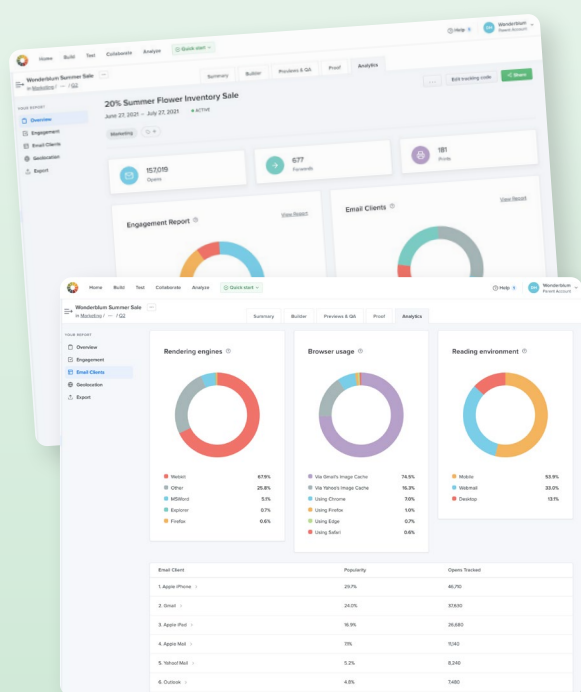 Home Build Test Collaborate Analyze Quick start
Help 5 Wonderblum
Parent Account
Wonderblum Summer Sale
in Marketing / ··· / Q2
Summary Builder Previews & QA Proof Analytics
YOUR REPORT
Overview
Engagement
Email Clients
Geolocation
Export
20% Summer Flower Inventory Sale
June 27, 2021 – July 27, 2021 ACTIVE
Marketing
... Edit tracking code Share
157,019
Opens
677
Forwards
181
Prints
Engagement Report View Report
Email Clients View Report
Home Build Test Collaborate Analyze Quick start
Help 5 Wonderblum
Parent Account
Wonderblum Summer Sale
in Marketing / ··· / Q2
Summary Builder Previews & QA Proof Analytics
YOUR REPORT
Overview
Engagement
Email Clients
Geolocation
Export
Rendering engines
Webkit 67.9%
Other 25.8%
MSWord 5.1%
Explorer 0.7%
Firefox 0.6%
Browser usage
Via Gmail's Image Cache 74.5%
Via Yahoo's Image Cache 16.3%
Using Chrome 7.0%
Using Firefox 1.0%
Using Edge 0.7%
Using Safari 0.6%
Reading environment
Mobile 53.9%
Webmail 33.0%
Desktop 13.1%
Email Client Popularity Opens Tracked
1. Apple iPhone 29.7% 46,710
2. Gmail 24.0% 37,630
3. Apple iPad 16.9% 26,680
4. Apple Mail 7.1% 11,140
5. Yahoo! Mail 5.2% 8,240
6. Outlook 4.8% 7,480